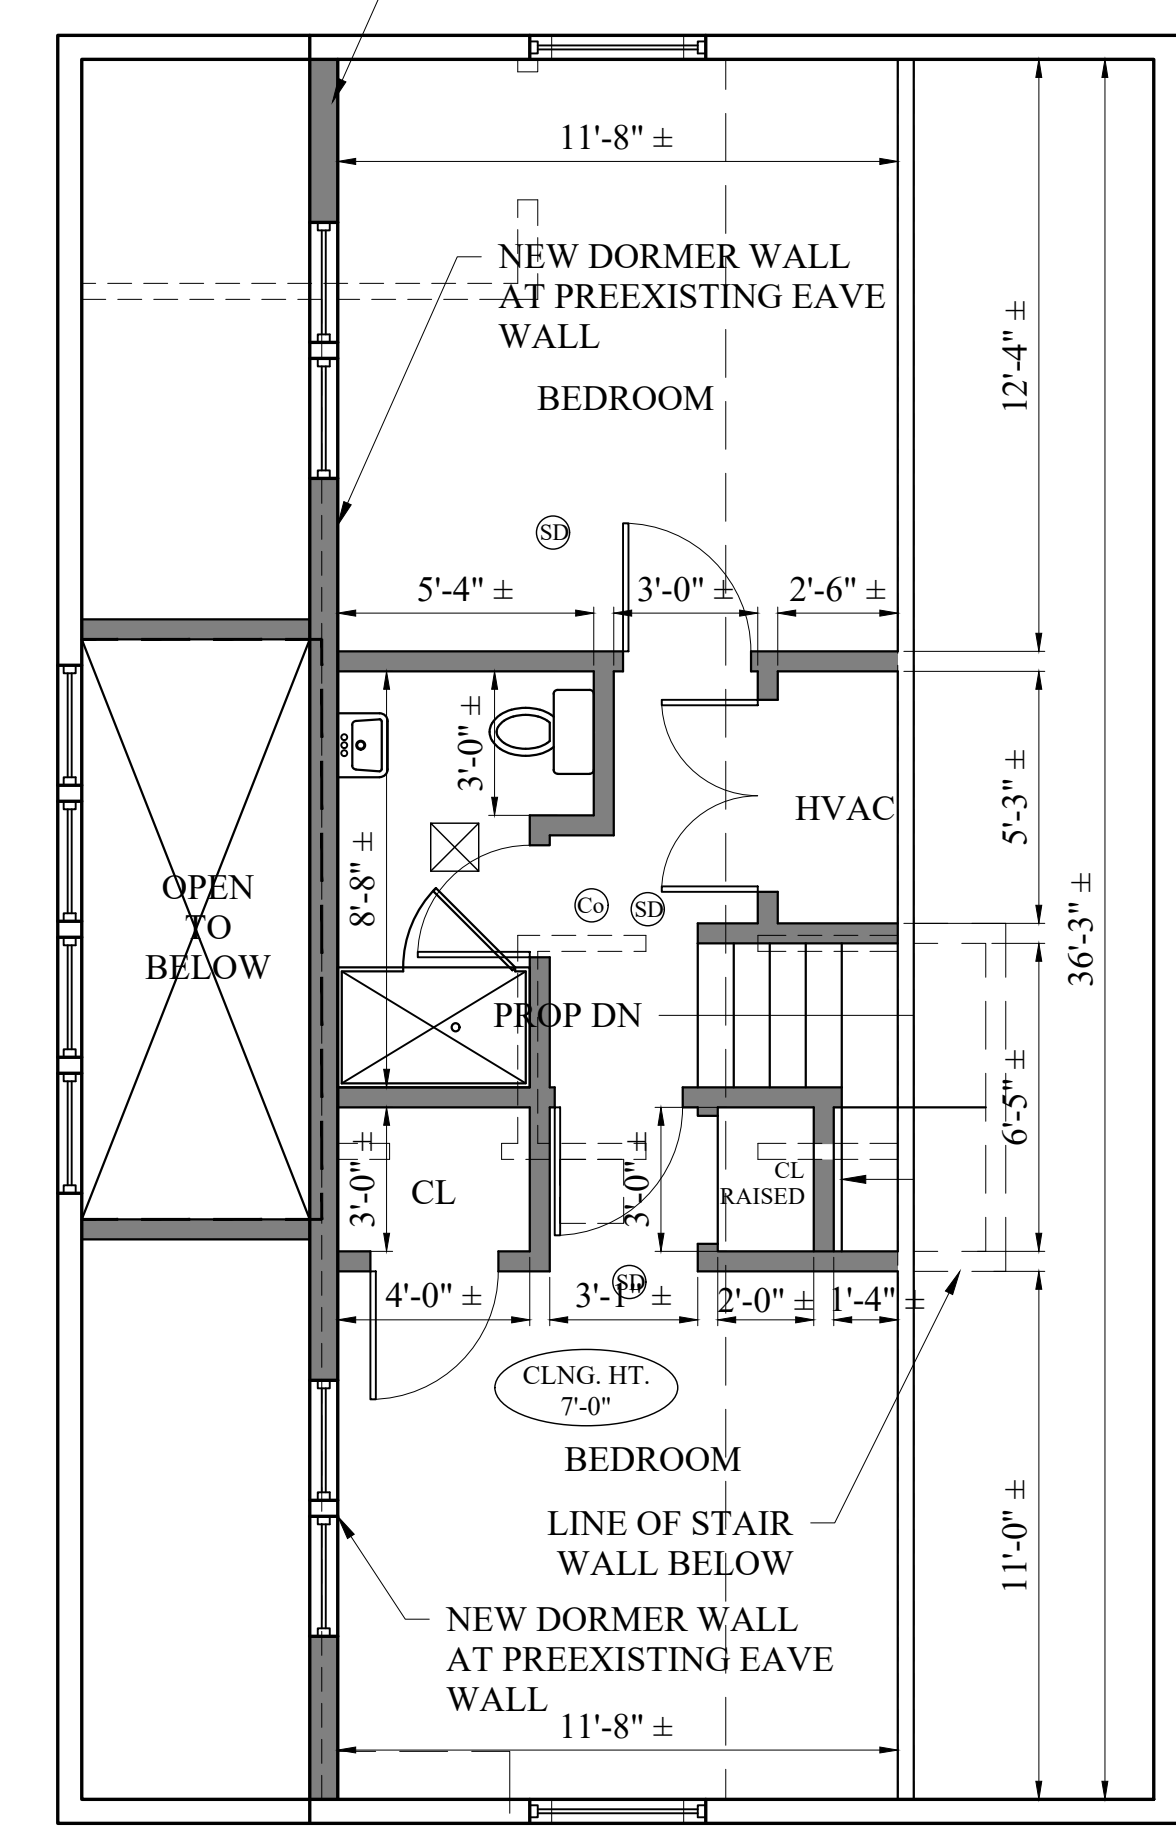 11'-8" ±
NEW DORMER WALL
AT PREEXISTING EAVE
WALL
12'-4" ±
BEDROOM
SD
5'-4" ±
3'-0" ±
2'-6" ±
3'-0" ±
5'-3" ±
HVAC
8'-8" ±
OPEN
TO
BELOW
Co
SD
36'-3" ±
PROP DN
6'-5" ±
3'-0" ±
CL
3'-0" ±
CL
RAISED
SD
4'-0" ±
3'-1" ±
2'-0" ±
1'-4" ±
CLNG. HT.
7'-0"
BEDROOM
LINE OF STAIR
WALL BELOW
11'-0" ±
NEW DORMER WALL
AT PREEXISTING EAVE
WALL
11'-8" ±